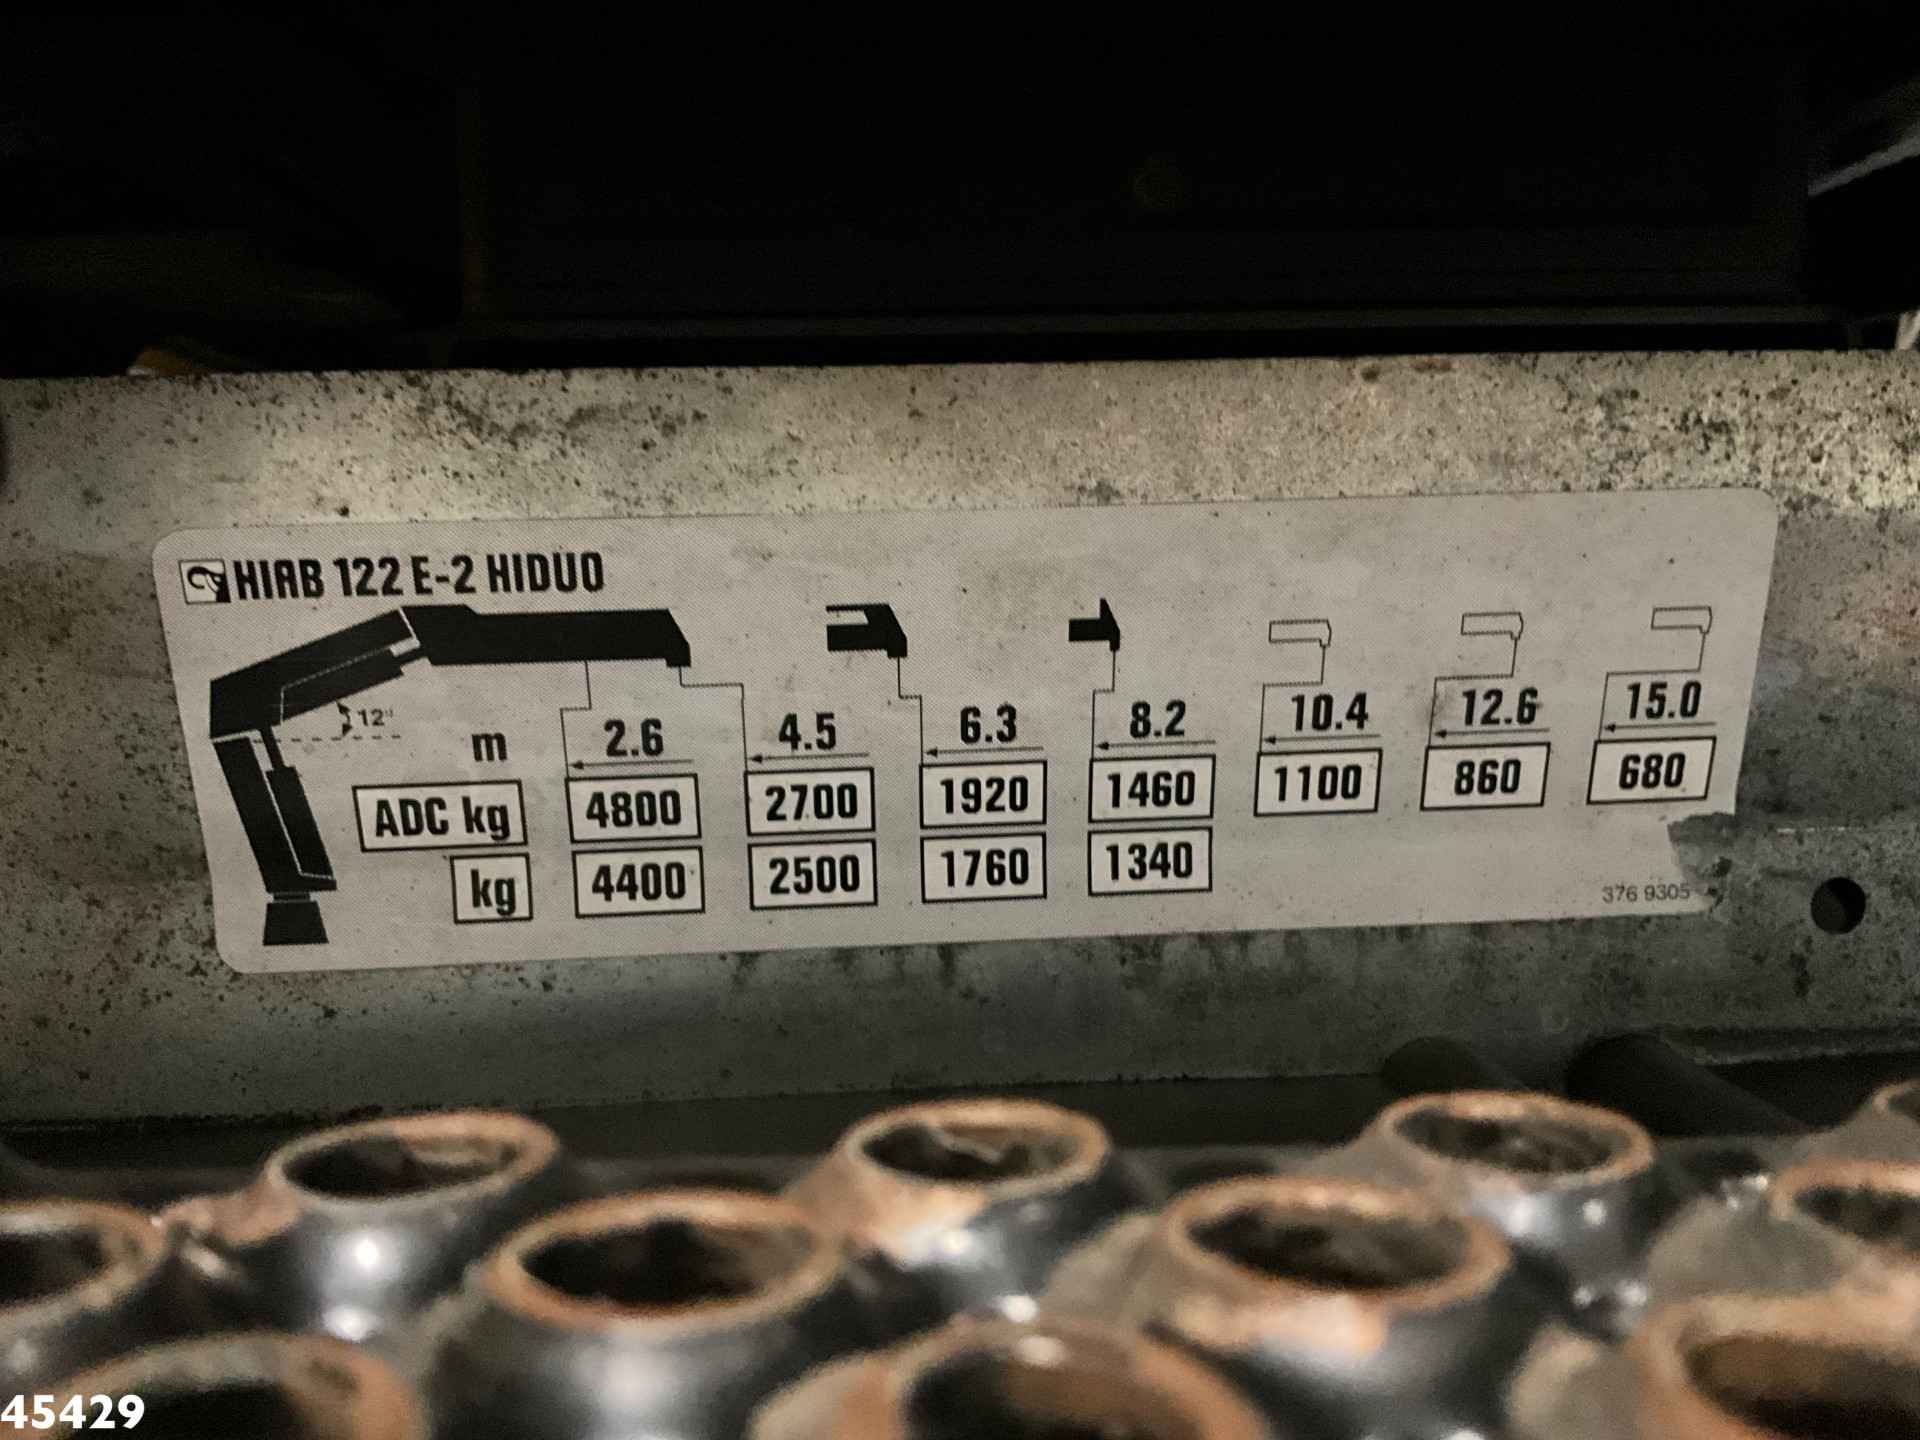 HIAB 122 E-2 HIDUO
12°
m 2.6 4.5 6.3 8.2 10.4 12.6 15.0
ADC kg 4800 2700 1920 1460 1100 860 680
kg 4400 2500 1760 1340
376 9305
45429